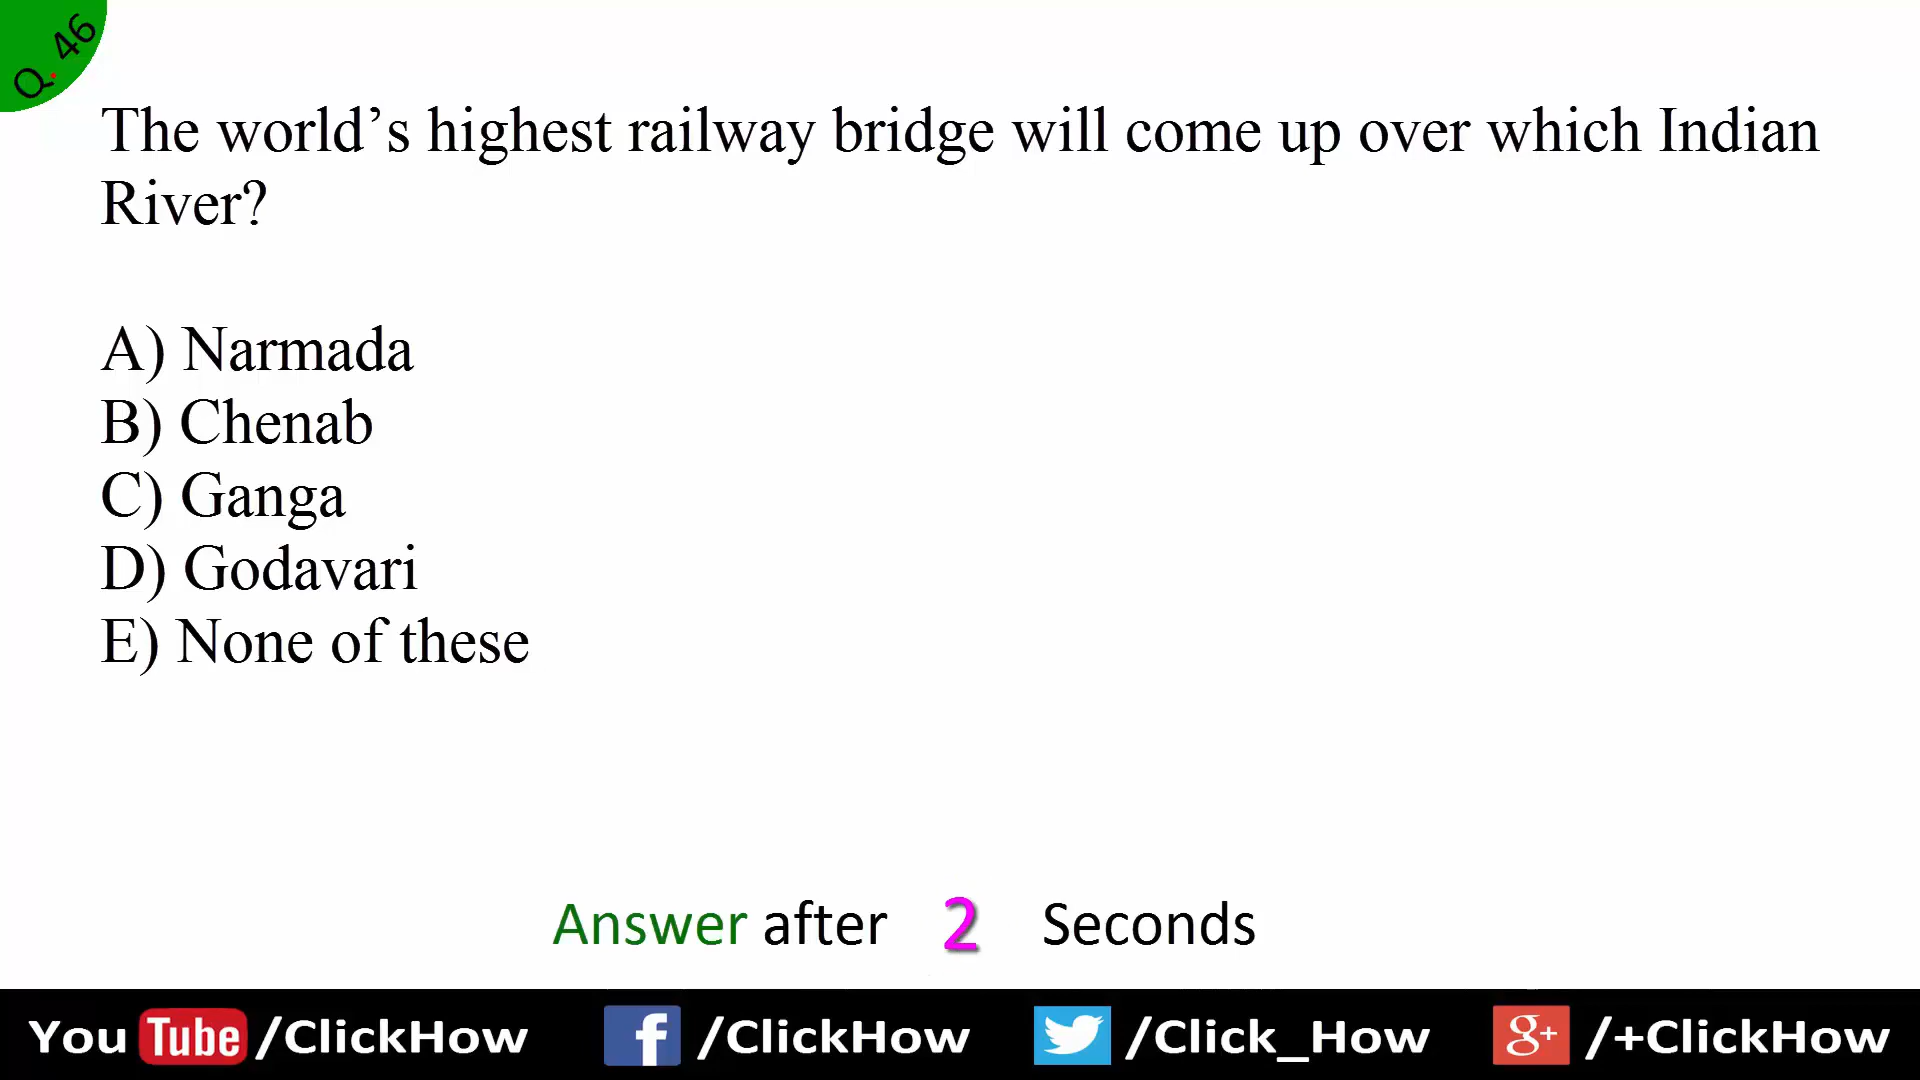 Q. 46
The world’s highest railway bridge will come up over which Indian
River?
A) Narmada
B) Chenab
C) Ganga
D) Godavari
E) None of these
Answer after 2 Seconds
You Tube /ClickHow f /ClickHow /Click_How g+ /+ClickHow